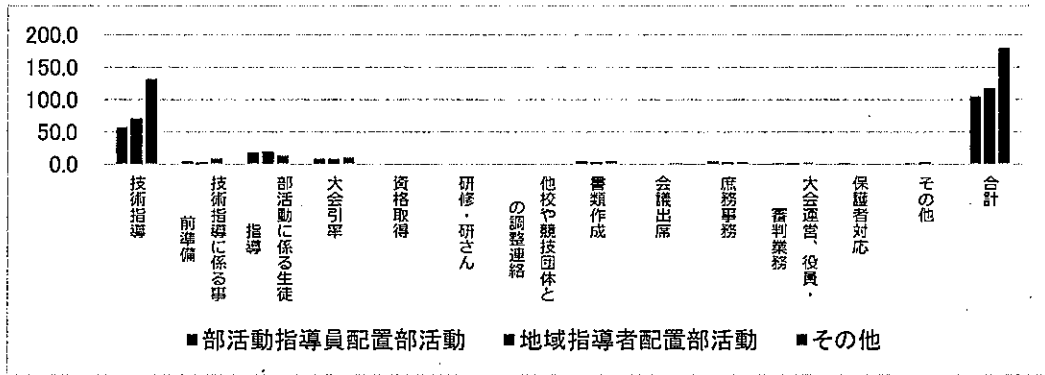 200.0
150.0
100.0
50.0
0.0
技術指導
技術指導に係る事
前準備
部活動に係る生徒
指導
大会引率
資格取得
研修・研さん
他校や競技団体と
の調整連絡
書類作成
会議出席
庶務事務
大会運営、役員・
審判業務
保護者対応
その他
合計
■部活動指導員配置部活動 ■地域指導者配置部活動 ■その他